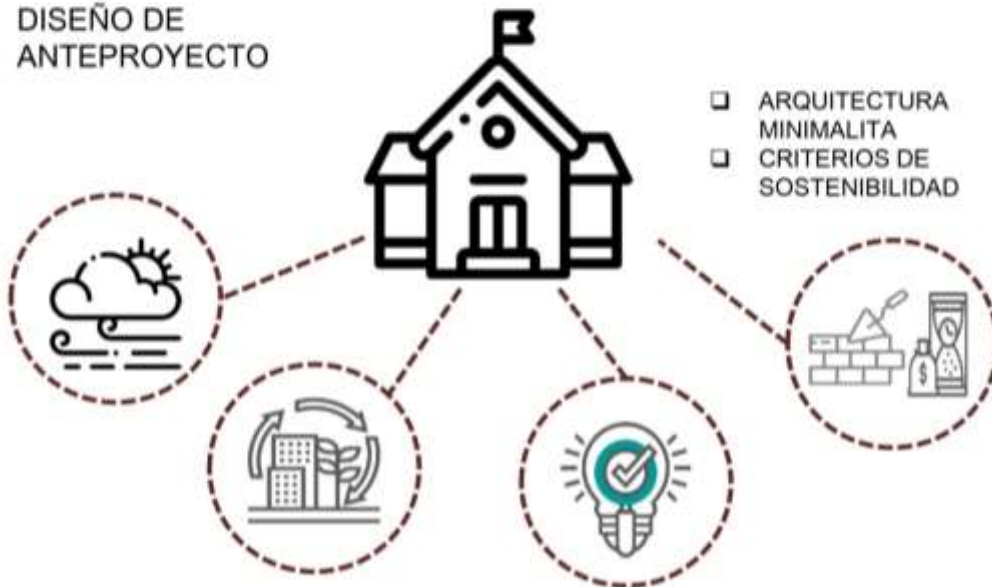 DISEÑO DE
ANTEPROYECTO
❑ ARQUITECTURA
MINIMALITA
❑ CRITERIOS DE
SOSTENIBILIDAD
$